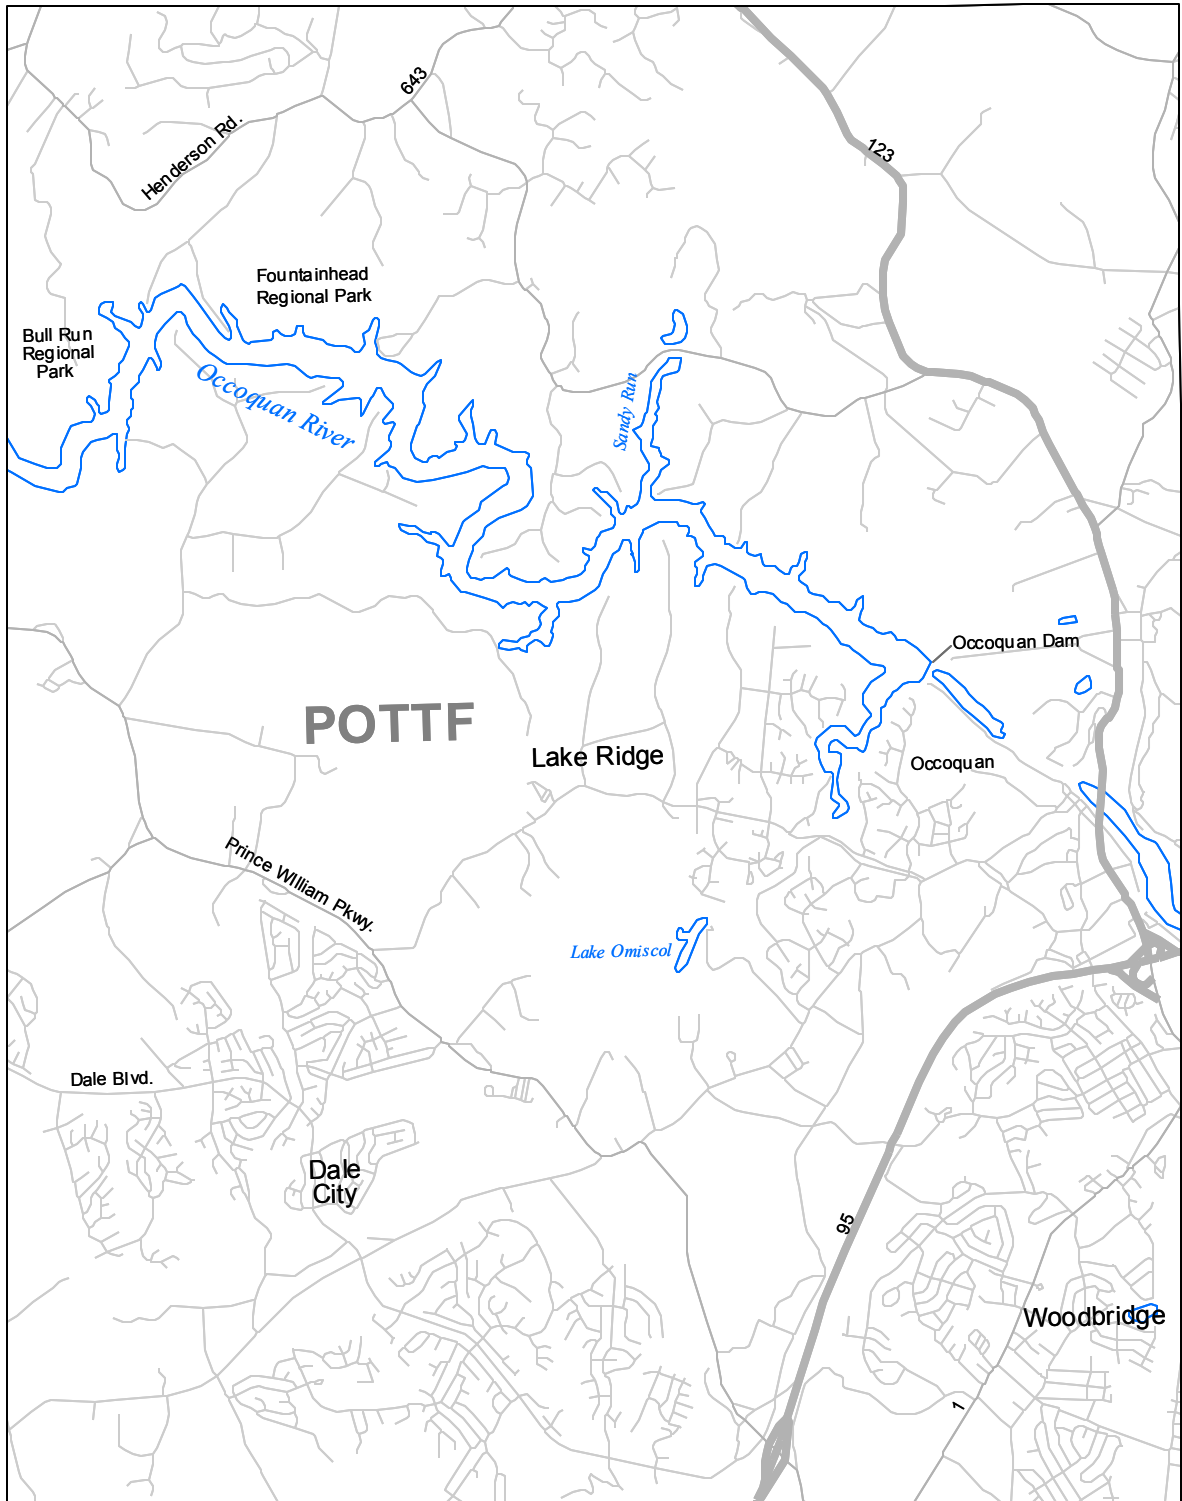 643
Henderson Rd.
123
Fountainhead
Regional Park
Bull Run
Regional
Park
Occoquan River
Sandy Run
Occoquan Dam
POTTF
Lake Ridge
Occoquan
Prince WIlliam Pkwy.
Lake Omiscol
Dale Blvd.
Dale
City
95
Woodbridge
1